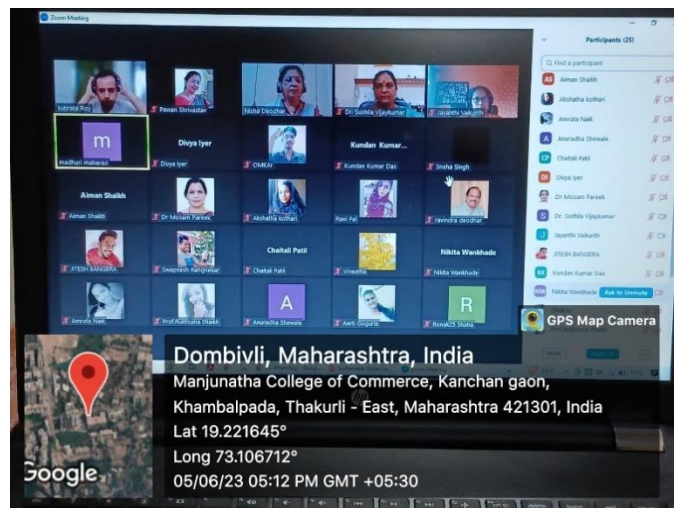 Zoom Meeting
Participants (25)
Find a participant
Subrata Roy
Pawan Shrivastav
Nisha Deodhar
Dr. Sushila Vijaykumar
Jayanthi Vaikunth
m
madhuri maharao
Divya Iyer
Divya Iyer
OMKAR
Kundan Kumar...
Kundan Kumar Das
Sneha Singh
Aiman Shaikh
Aiman Shaikh
Dr Mosam Pareek
Akshatha kothari
Rani Pal
ravindra deodhar
JITESH BANGERA
Swapnesh Rangnekar
Chaitali Patil
Chaitali Patil
Vineetha
Nikita Wankhade
Nikita Wankhade
Amruta Naik
Prof.Rukhsana Shaikh
A
Anuradha Shewale
Aarti Goguria
R
Ronak25 Shaha
AS Aiman Shaikh
Akshatha kothari
Amruta Naik
A Anuradha Shewale
CP Chaitali Patil
DI Divya Iyer
Dr Mosam Pareek
S Dr. Sushila Vijaykumar
J Jayanthi Vaikunth
JITESH BANGERA
KK Kundan Kumar Das
NW Nikita Wankhade Ask to Unmute
GPS Map Camera
Dombivli, Maharashtra, India
Manjunatha College of Commerce, Kanchan gaon,
Khambalpada, Thakurli - East, Maharashtra 421301, India
Lat 19.221645°
Long 73.106712°
05/06/23 05:12 PM GMT +05:30
Google